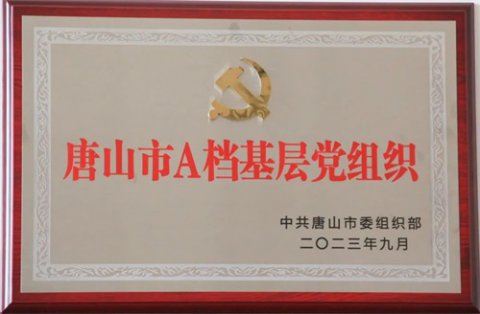 唐山市A档基层党组织
中共唐山市委组织部
二〇二三年九月